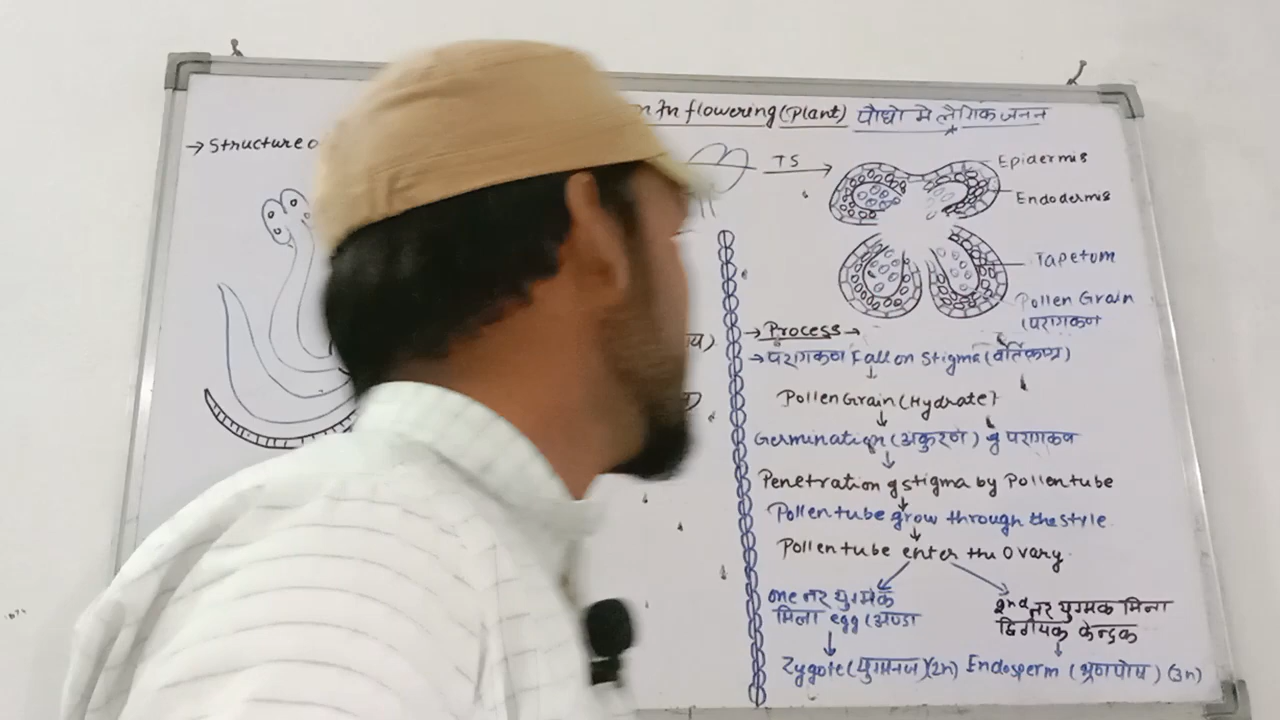 In flowering (Plant) पौधो मे लैगिक जनन
→ Structure o
TS
Epidermis
Endodermis
Tapetum
Pollen Grain
(परागकण
→ Process →
→ परागकण Fall on Stigma (वर्तिकाग्र)
Pollen Grain (Hydrate)
Germination (अंकुरण) of परागकण
Penetration of stigma by Pollen tube
Pollen tube grow through the style
Pollen tube enter the Ovary
one नर युग्मक
मिला egg (अण्डा
2nd नर युग्मक मिला
द्वितीयक केन्द्रक
Zygote (युग्मनज) (2n) Endosperm (भ्रूणपोष) (3n)